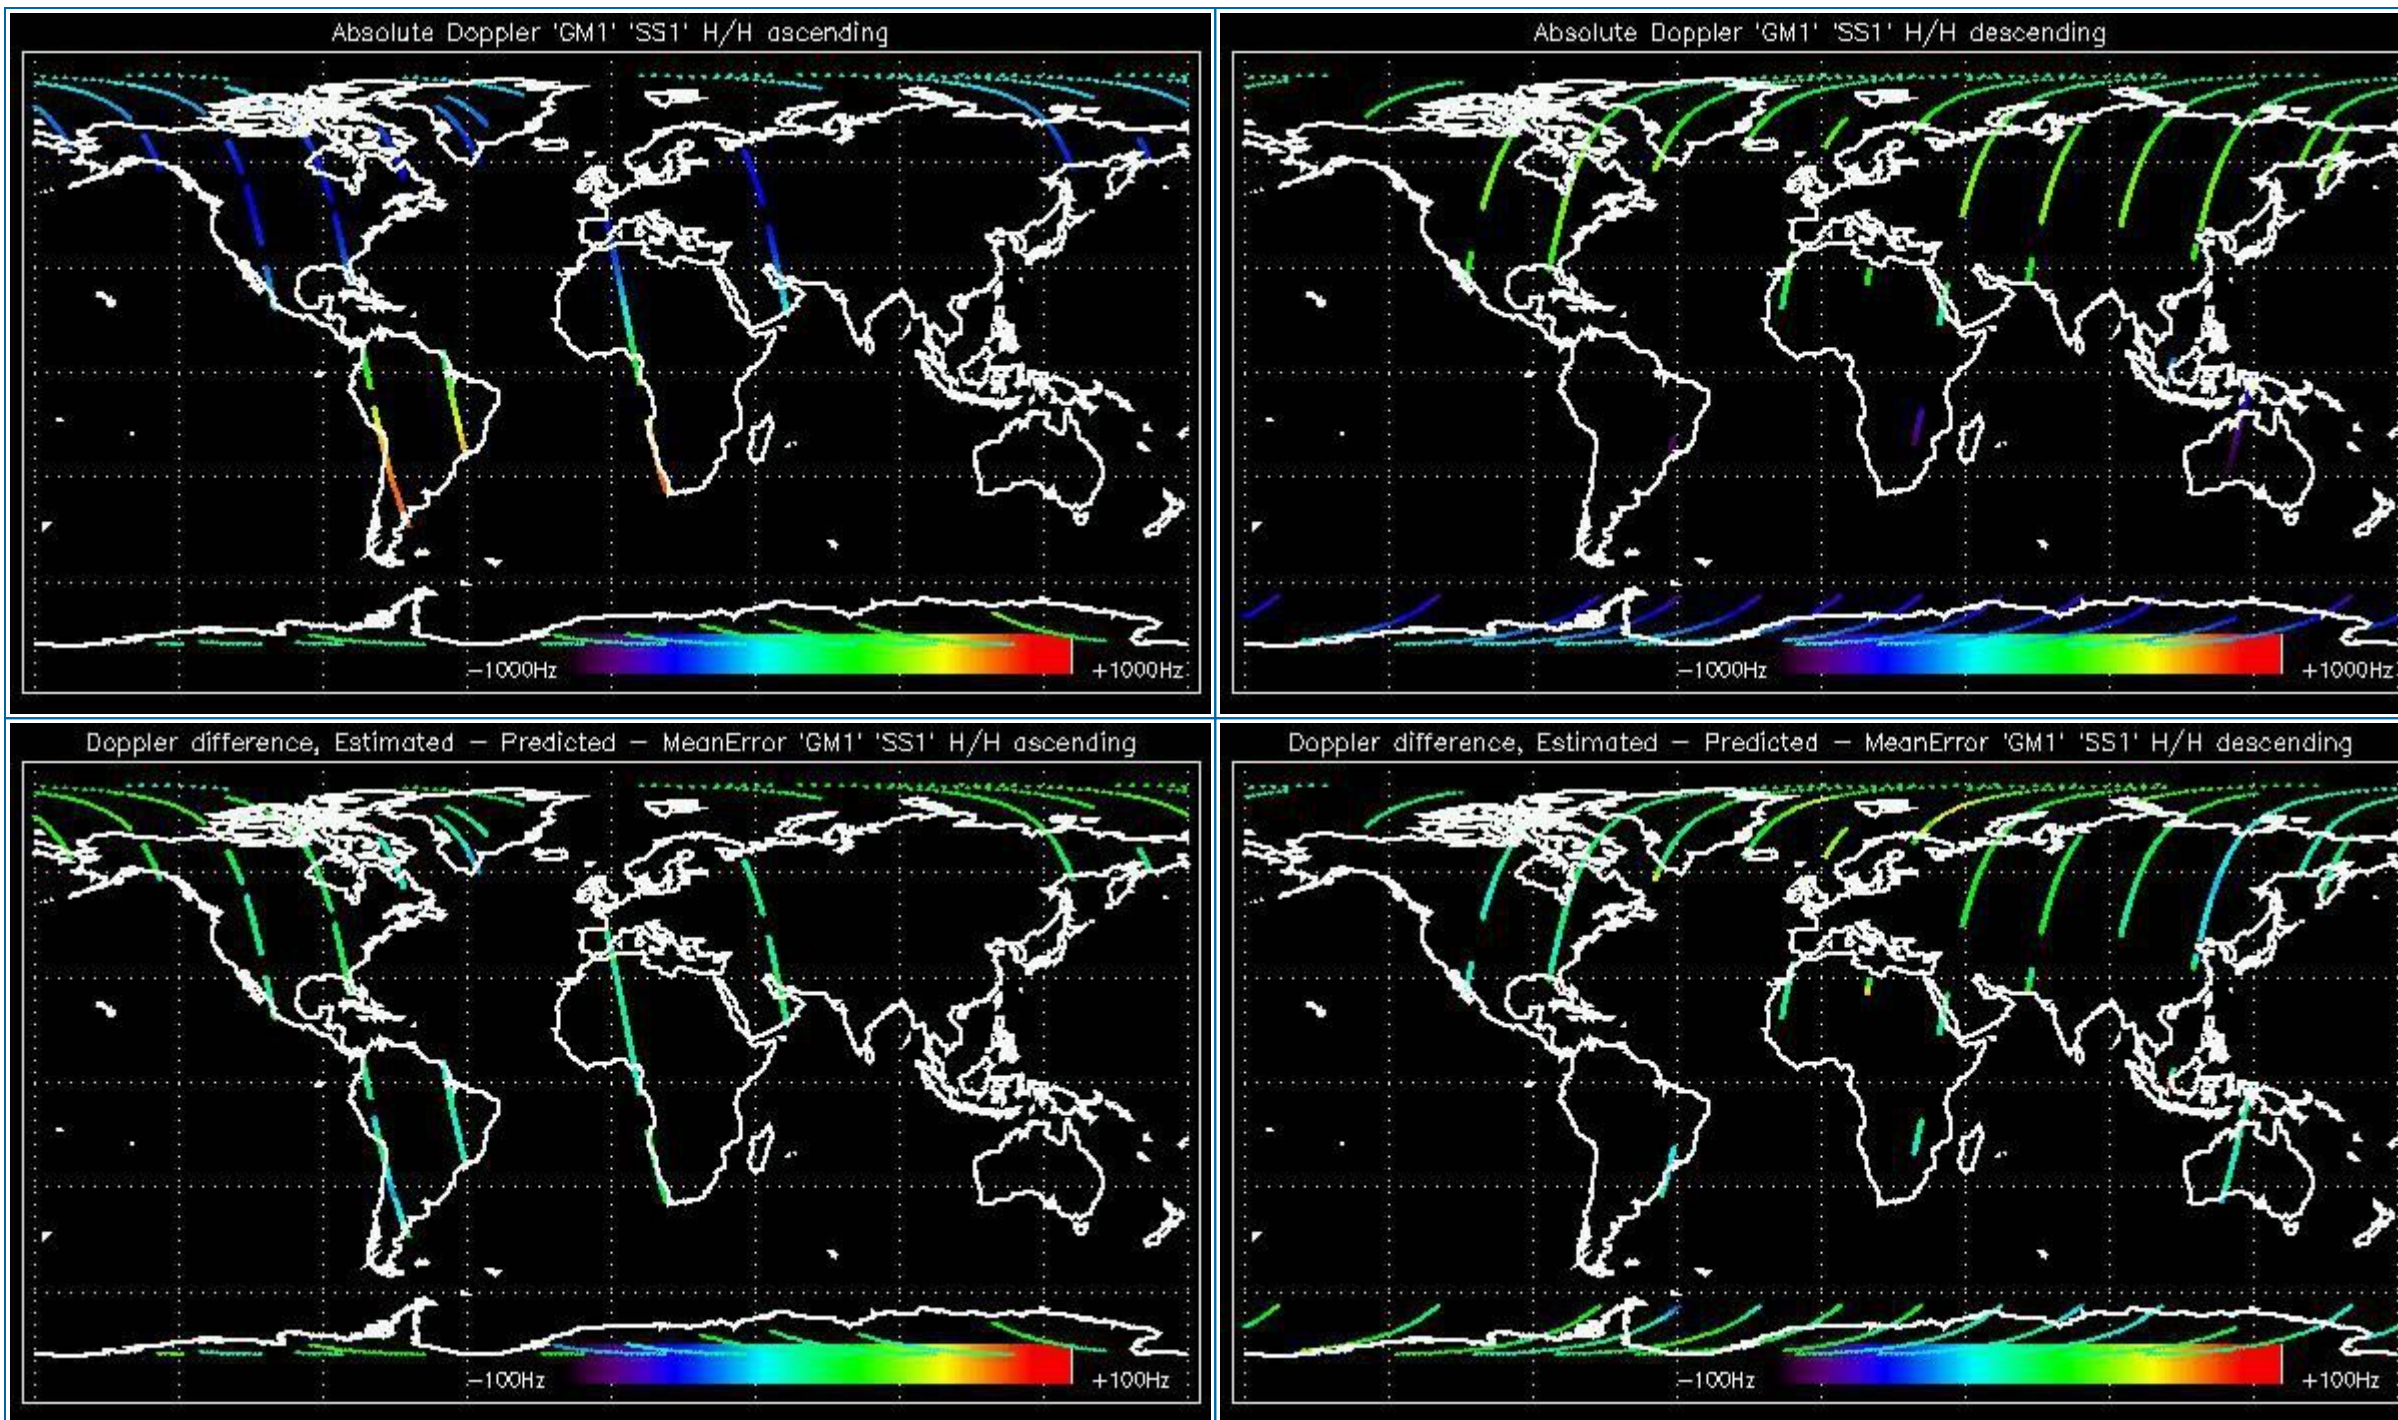 Absolute Doppler 'GM1' 'SS1' H/H ascending
-1000Hz
+1000Hz
Absolute Doppler 'GM1' 'SS1' H/H descending
-1000Hz
+1000Hz
Doppler difference, Estimated - Predicted - MeanError 'GM1' 'SS1' H/H ascending
-100Hz
+100Hz
Doppler difference, Estimated - Predicted - MeanError 'GM1' 'SS1' H/H descending
-100Hz
+100Hz